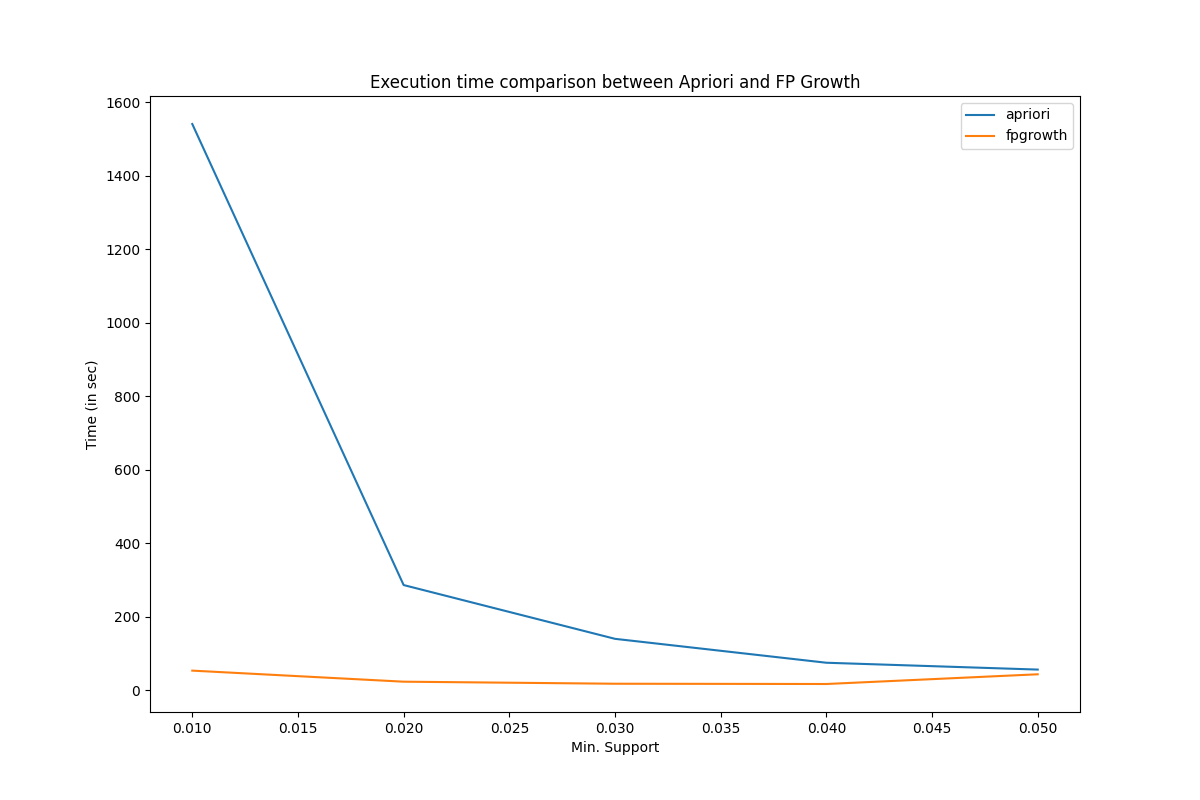 Execution time comparison between Apriori and FP Growth
1600
1400
1200
1000
800
600
400
200
0
Time (in sec)
apriori
fpgrowth
0.010 0.015 0.020 0.025 0.030 0.035 0.040 0.045 0.050
Min. Support